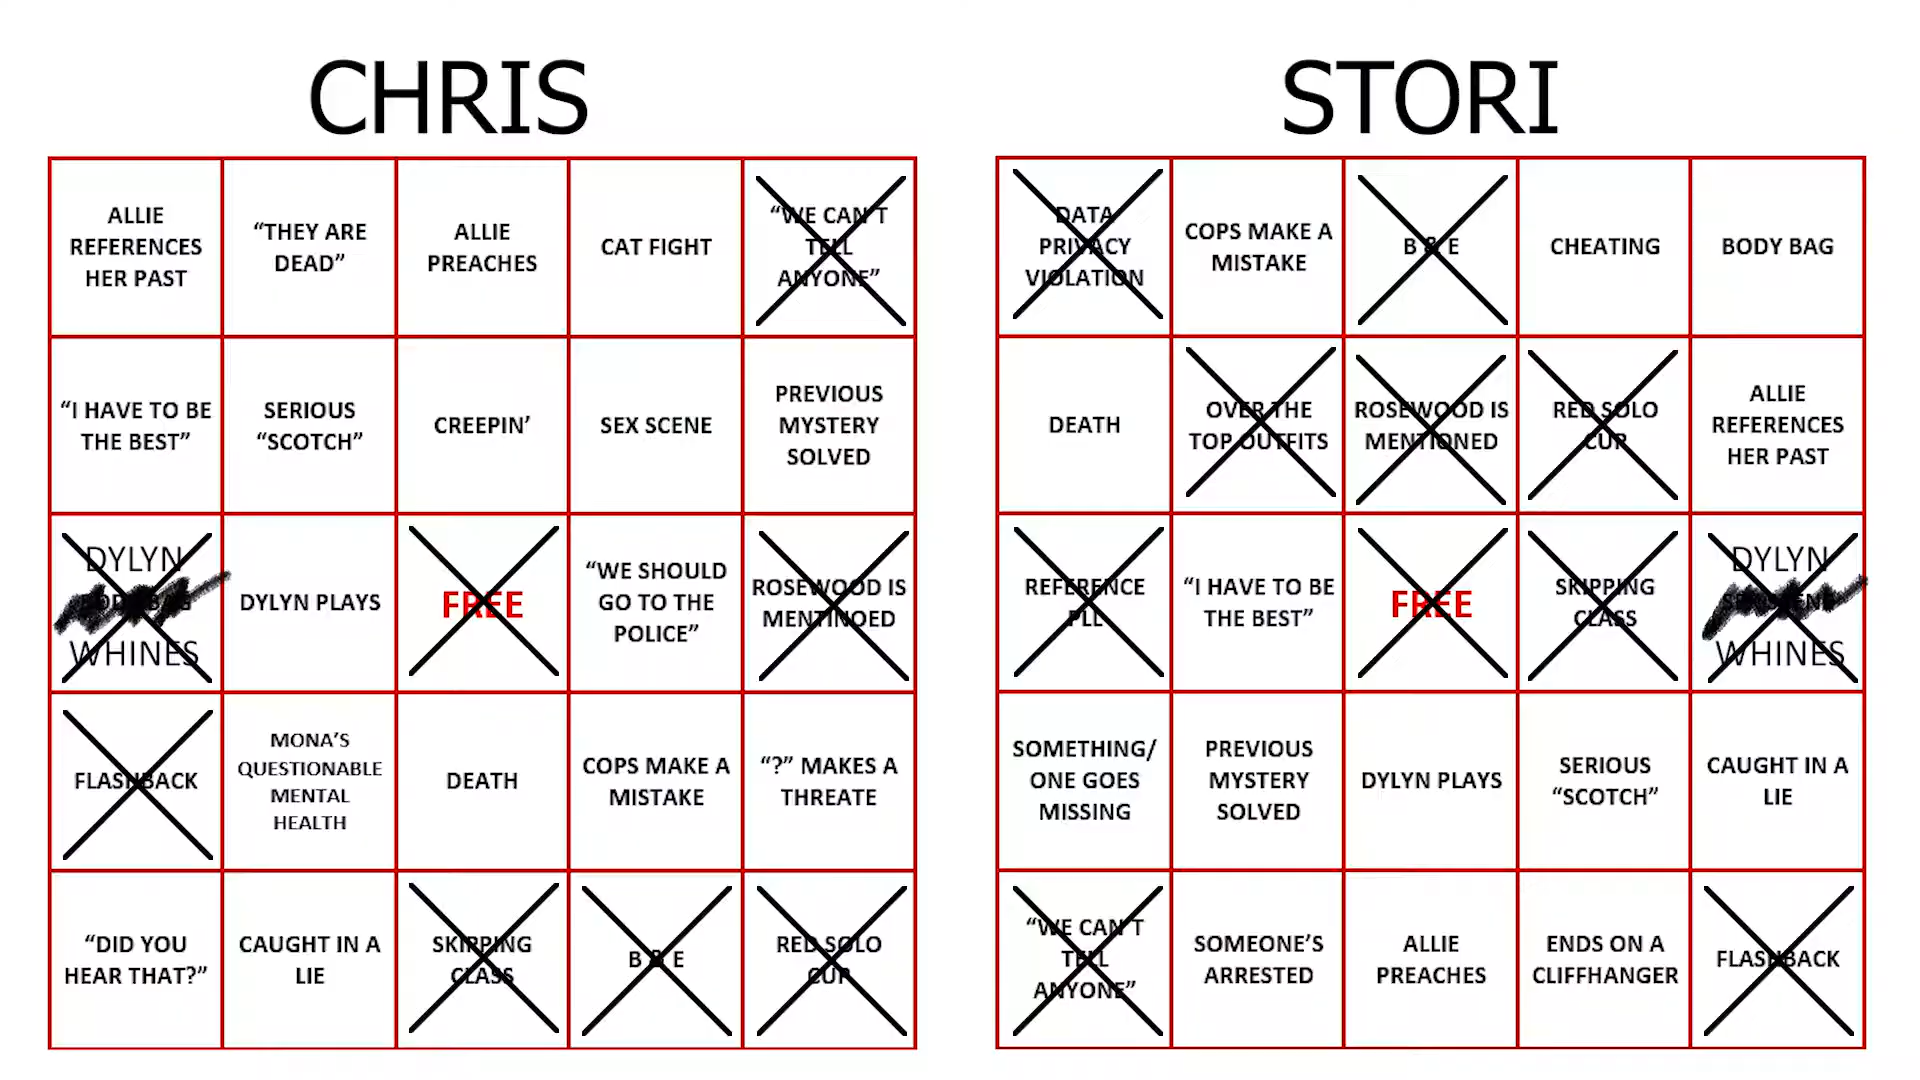 CHRIS
ALLIE
REFERENCES
HER PAST
“THEY ARE
DEAD”
ALLIE
PREACHES
CAT FIGHT
“WE CAN’T
TELL
ANYONE”
“I HAVE TO BE
THE BEST”
SERIOUS
“SCOTCH”
CREEPIN’
SEX SCENE
PREVIOUS
MYSTERY
SOLVED
DYLYN
WHINES
DYLYN PLAYS
FREE
“WE SHOULD
GO TO THE
POLICE”
ROSEWOOD IS
MENTINOED
FLASHBACK
MONA’S
QUESTIONABLE
MENTAL
HEALTH
DEATH
COPS MAKE A
MISTAKE
“?” MAKES A
THREATE
“DID YOU
HEAR THAT?”
CAUGHT IN A
LIE
SKIPPING
CLASS
B & E
RED SOLO
CUP
STORI
DATA
PRIVACY
VIOLATION
COPS MAKE A
MISTAKE
B & E
CHEATING
BODY BAG
DEATH
OVER THE
TOP OUTFITS
ROSEWOOD IS
MENTIONED
RED SOLO
CUP
ALLIE
REFERENCES
HER PAST
REFERENCE
PLL
“I HAVE TO BE
THE BEST”
FREE
SKIPPING
CLASS
DYLYN
WHINES
SOMETHING/
ONE GOES
MISSING
PREVIOUS
MYSTERY
SOLVED
DYLYN PLAYS
SERIOUS
“SCOTCH”
CAUGHT IN A
LIE
“WE CAN’T
TELL
ANYONE”
SOMEONE’S
ARRESTED
ALLIE
PREACHES
ENDS ON A
CLIFFHANGER
FLASHBACK